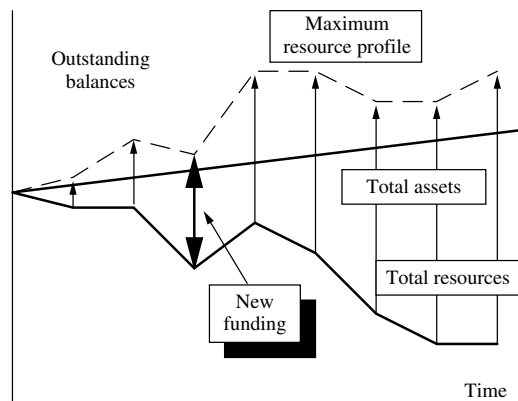 Maximum
resource profile
Outstanding
balances
Total assets
Total resources
New
funding
Time